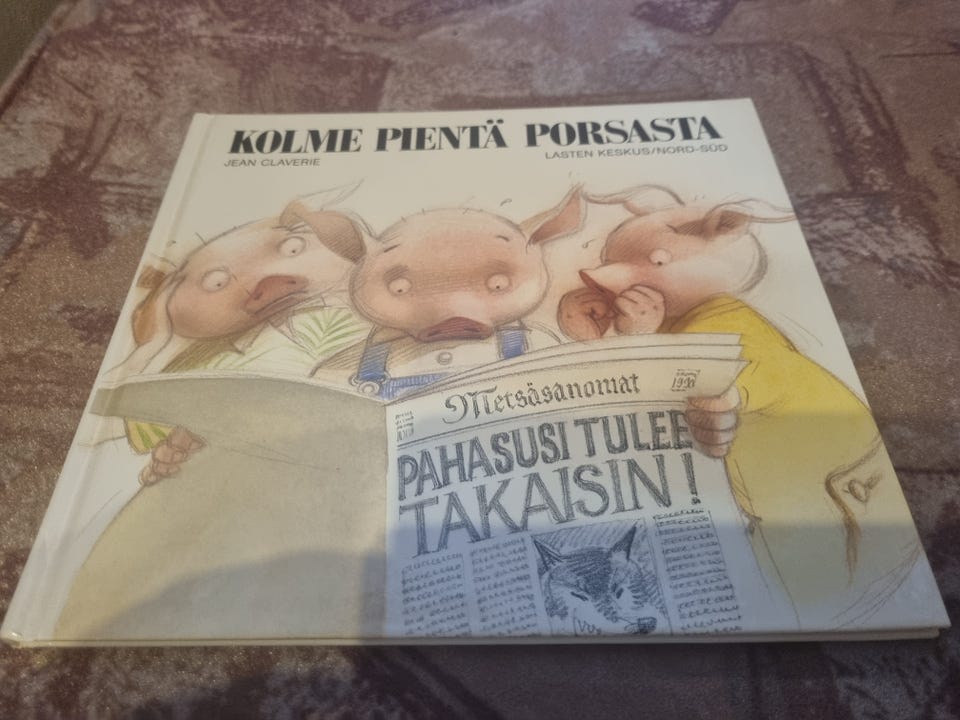 KOLME PIENTÄ PORSASTA
JEAN CLAVERIE
LASTEN KESKUS/NORD-SÜD
Metsäsanomat
PAHASUSI TULEE
TAKAISIN!